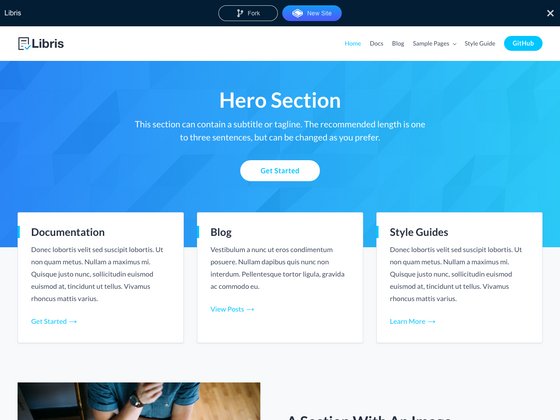 Libris
Fork
New Site
Libris
Home
Docs
Blog
Sample Pages
Style Guide
GitHub
Hero Section
This section can contain a subtitle or tagline. The recommended length is one
to three sentences, but can be changed as you prefer.
Get Started
Documentation
Donec lobortis velit sed suscipit lobortis. Ut
non quam metus. Nullam a maximus mi.
Quisque justo nunc, sollicitudin euismod
euismod at, tincidunt ut tellus. Vivamus
rhoncus mattis varius.
Get Started →
Blog
Vestibulum a nunc ut eros condimentum
posuere. Nullam dapibus quis nunc non
interdum. Pellentesque tortor ligula, gravida
ac commodo eu.
View Posts →
Style Guides
Donec lobortis velit sed suscipit lobortis. Ut
non quam metus. Nullam a maximus mi.
Quisque justo nunc, sollicitudin euismod
euismod at, tincidunt ut tellus. Vivamus
rhoncus mattis varius.
Learn More →
A Section With An Image